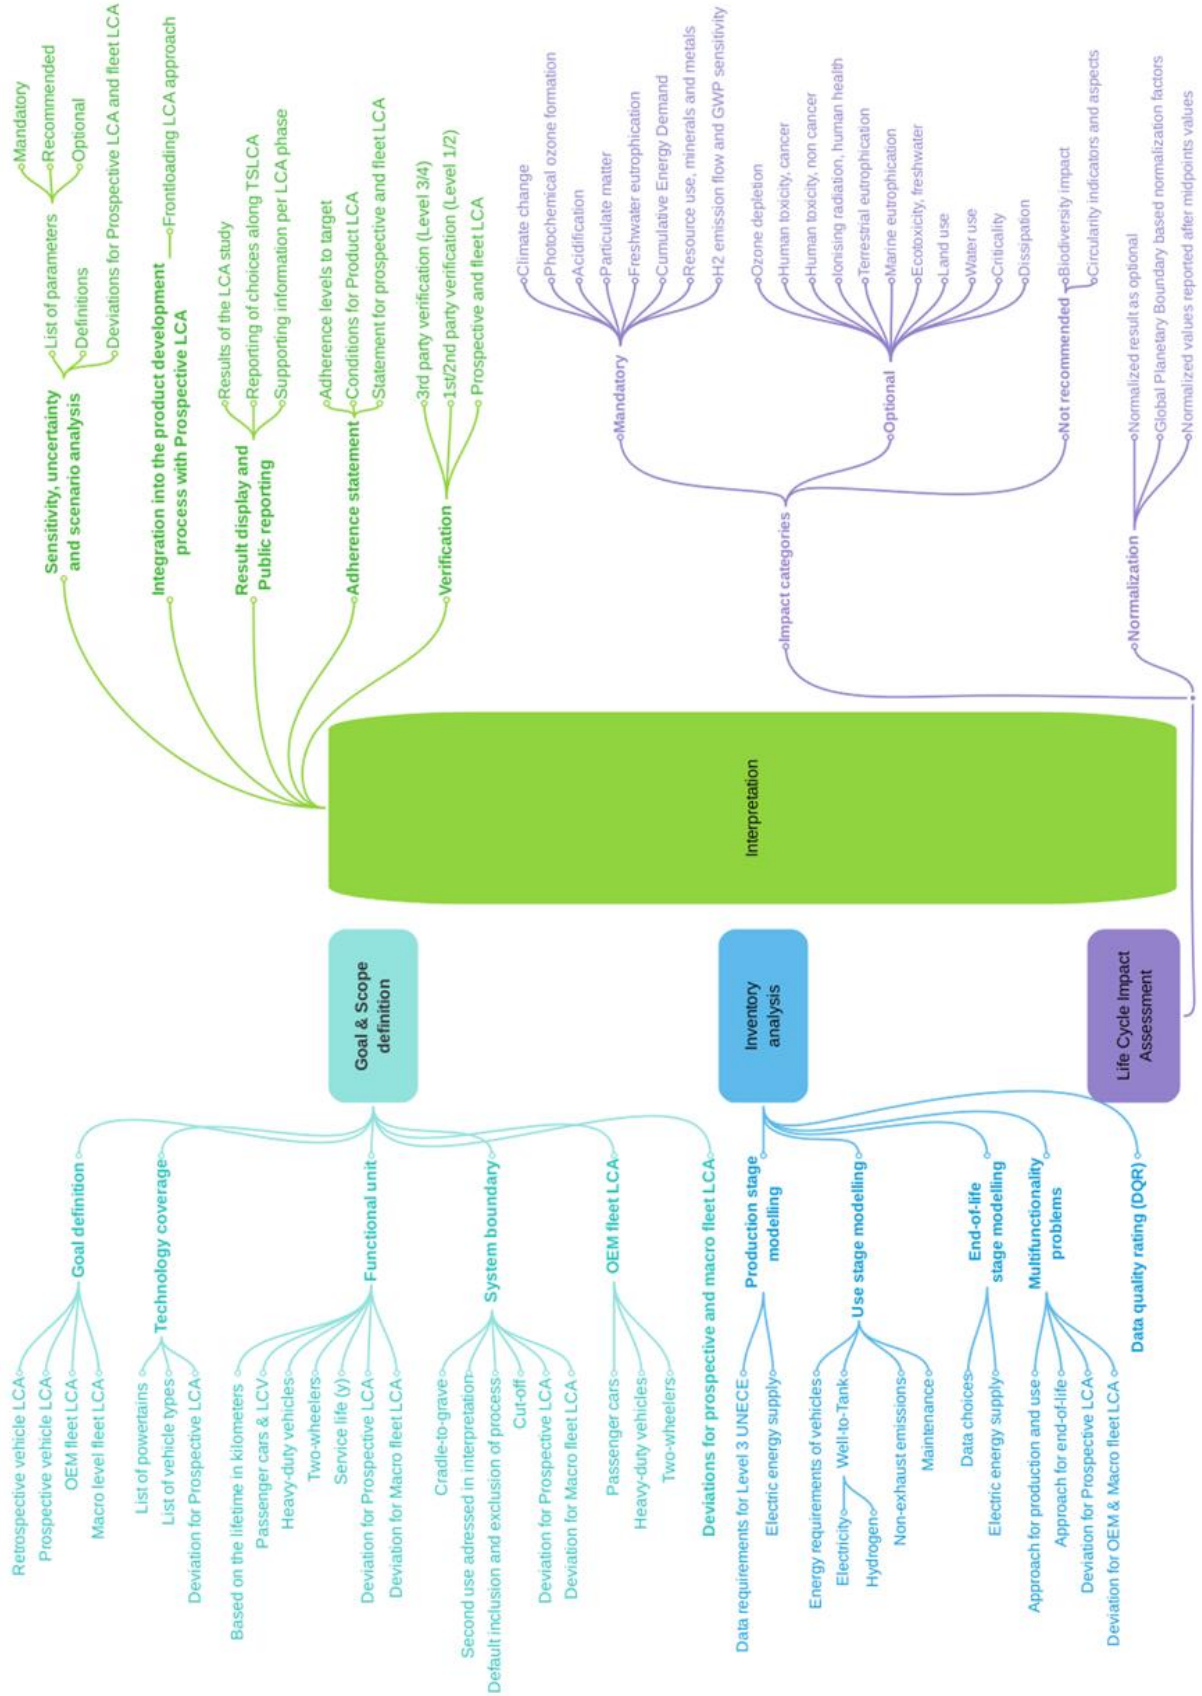 Retrospective vehicle LCA
Prospective vehicle LCA
OEM fleet LCA
Macro level fleet LCA
Goal definition
List of powertains
List of vehicle types
Deviation for Prospective LCA
Technology coverage
Based on the lifetime in kilometers
Passenger cars & LCV
Heavy-duty vehicles
Two-wheelers
Service life (y)
Deviation for Prospective LCA
Deviation for Macro fleet LCA
Functional unit
Cradle-to-grave
Second use adressed in interpretation
Default inclusion and exclusion of process
Cut-off
Deviation for Prospective LCA
Deviation for Macro fleet LCA
System boundary
Passenger cars
Heavy-duty vehicles
Two-wheelers
OEM fleet LCA
Deviations for prospective and macro fleet LCA
Goal & Scope
definition
Data requirements for Level 3 UNECE
Electric energy supply
Production stage
modelling
Energy requirements of vehicles
Electricity
Well-to-Tank
Hydrogen
Non-exhaust emissions
Maintenance
Use stage modelling
Data choices
Electric energy supply
End-of-life
stage modelling
Approach for production and use
Approach for end-of-life
Deviation for Prospective LCA
Deviation for OEM & Macro fleet LCA
Multifunctionality
problems
Data quality rating (DQR)
Inventory
analysis
Life Cycle Impact
Assessment
Interpretation
Sensitivity, uncertainty
and scenario analysis
List of parameters
Mandatory
Recommended
Optional
Definitions
Deviations for Prospective LCA and fleet LCA
Integration into the product development
process with Prospective LCA
Frontloading LCA approach
Result display and
Public reporting
Results of the LCA study
Reporting of choices along TSLCA
Supporting information per LCA phase
Adherence statement
Adherence levels to target
Conditions for Product LCA
Statement for prospective and fleet LCA
Verification
3rd party verification (Level 3/4)
1st/2nd party verification (Level 1/2)
Prospective and fleet LCA
Impact categories
Mandatory
Climate change
Photochemical ozone formation
Acidification
Particulate matter
Freshwater eutrophication
Cumulative Energy Demand
Resource use, minerals and metals
H2 emission flow and GWP sensitivity
Optional
Ozone depletion
Human toxicity, cancer
Human toxicity, non cancer
Ionising radiation, human health
Terrestrial eutrophication
Marine eutrophication
Ecotoxicity, freshwater
Land use
Water use
Criticality
Dissipation
Not recommended
Biodiversity impact
Circularity indicators and aspects
Normalization
Normalized result as optional
Global Planetary Boundary based normalization factors
Normalized values reported after midpoints values